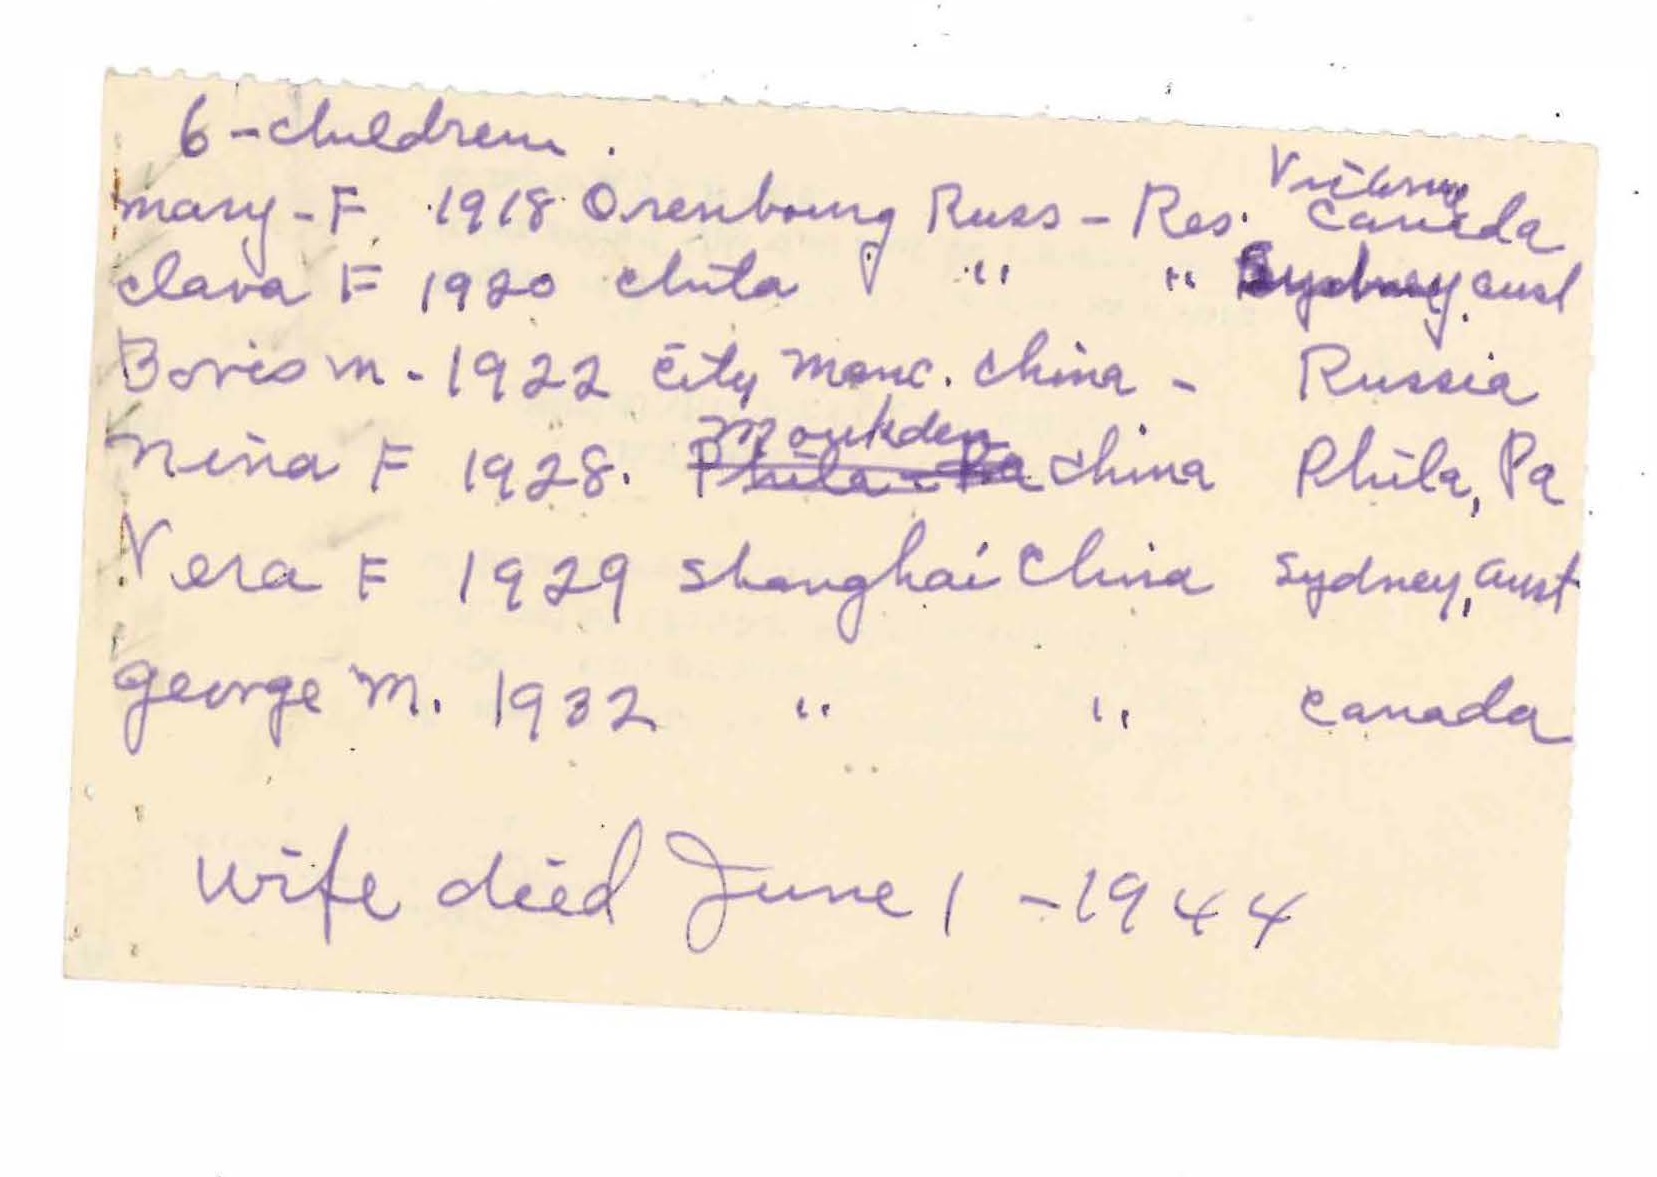 6 - children.
Mary - F. 1918 Orenbourg Russ - Res. Victoria Canada
Clara F 1920 Chita " " Sydney, Aust
Boris M. - 1922 City Manc. China - Russia
Nina F 1928. Phila. Pa Moukden China Phila, Pa
Vera F 1929 Shanghai China Sydney, Aust
George M. 1932 " " Canada
Wife died June 1 - 1944